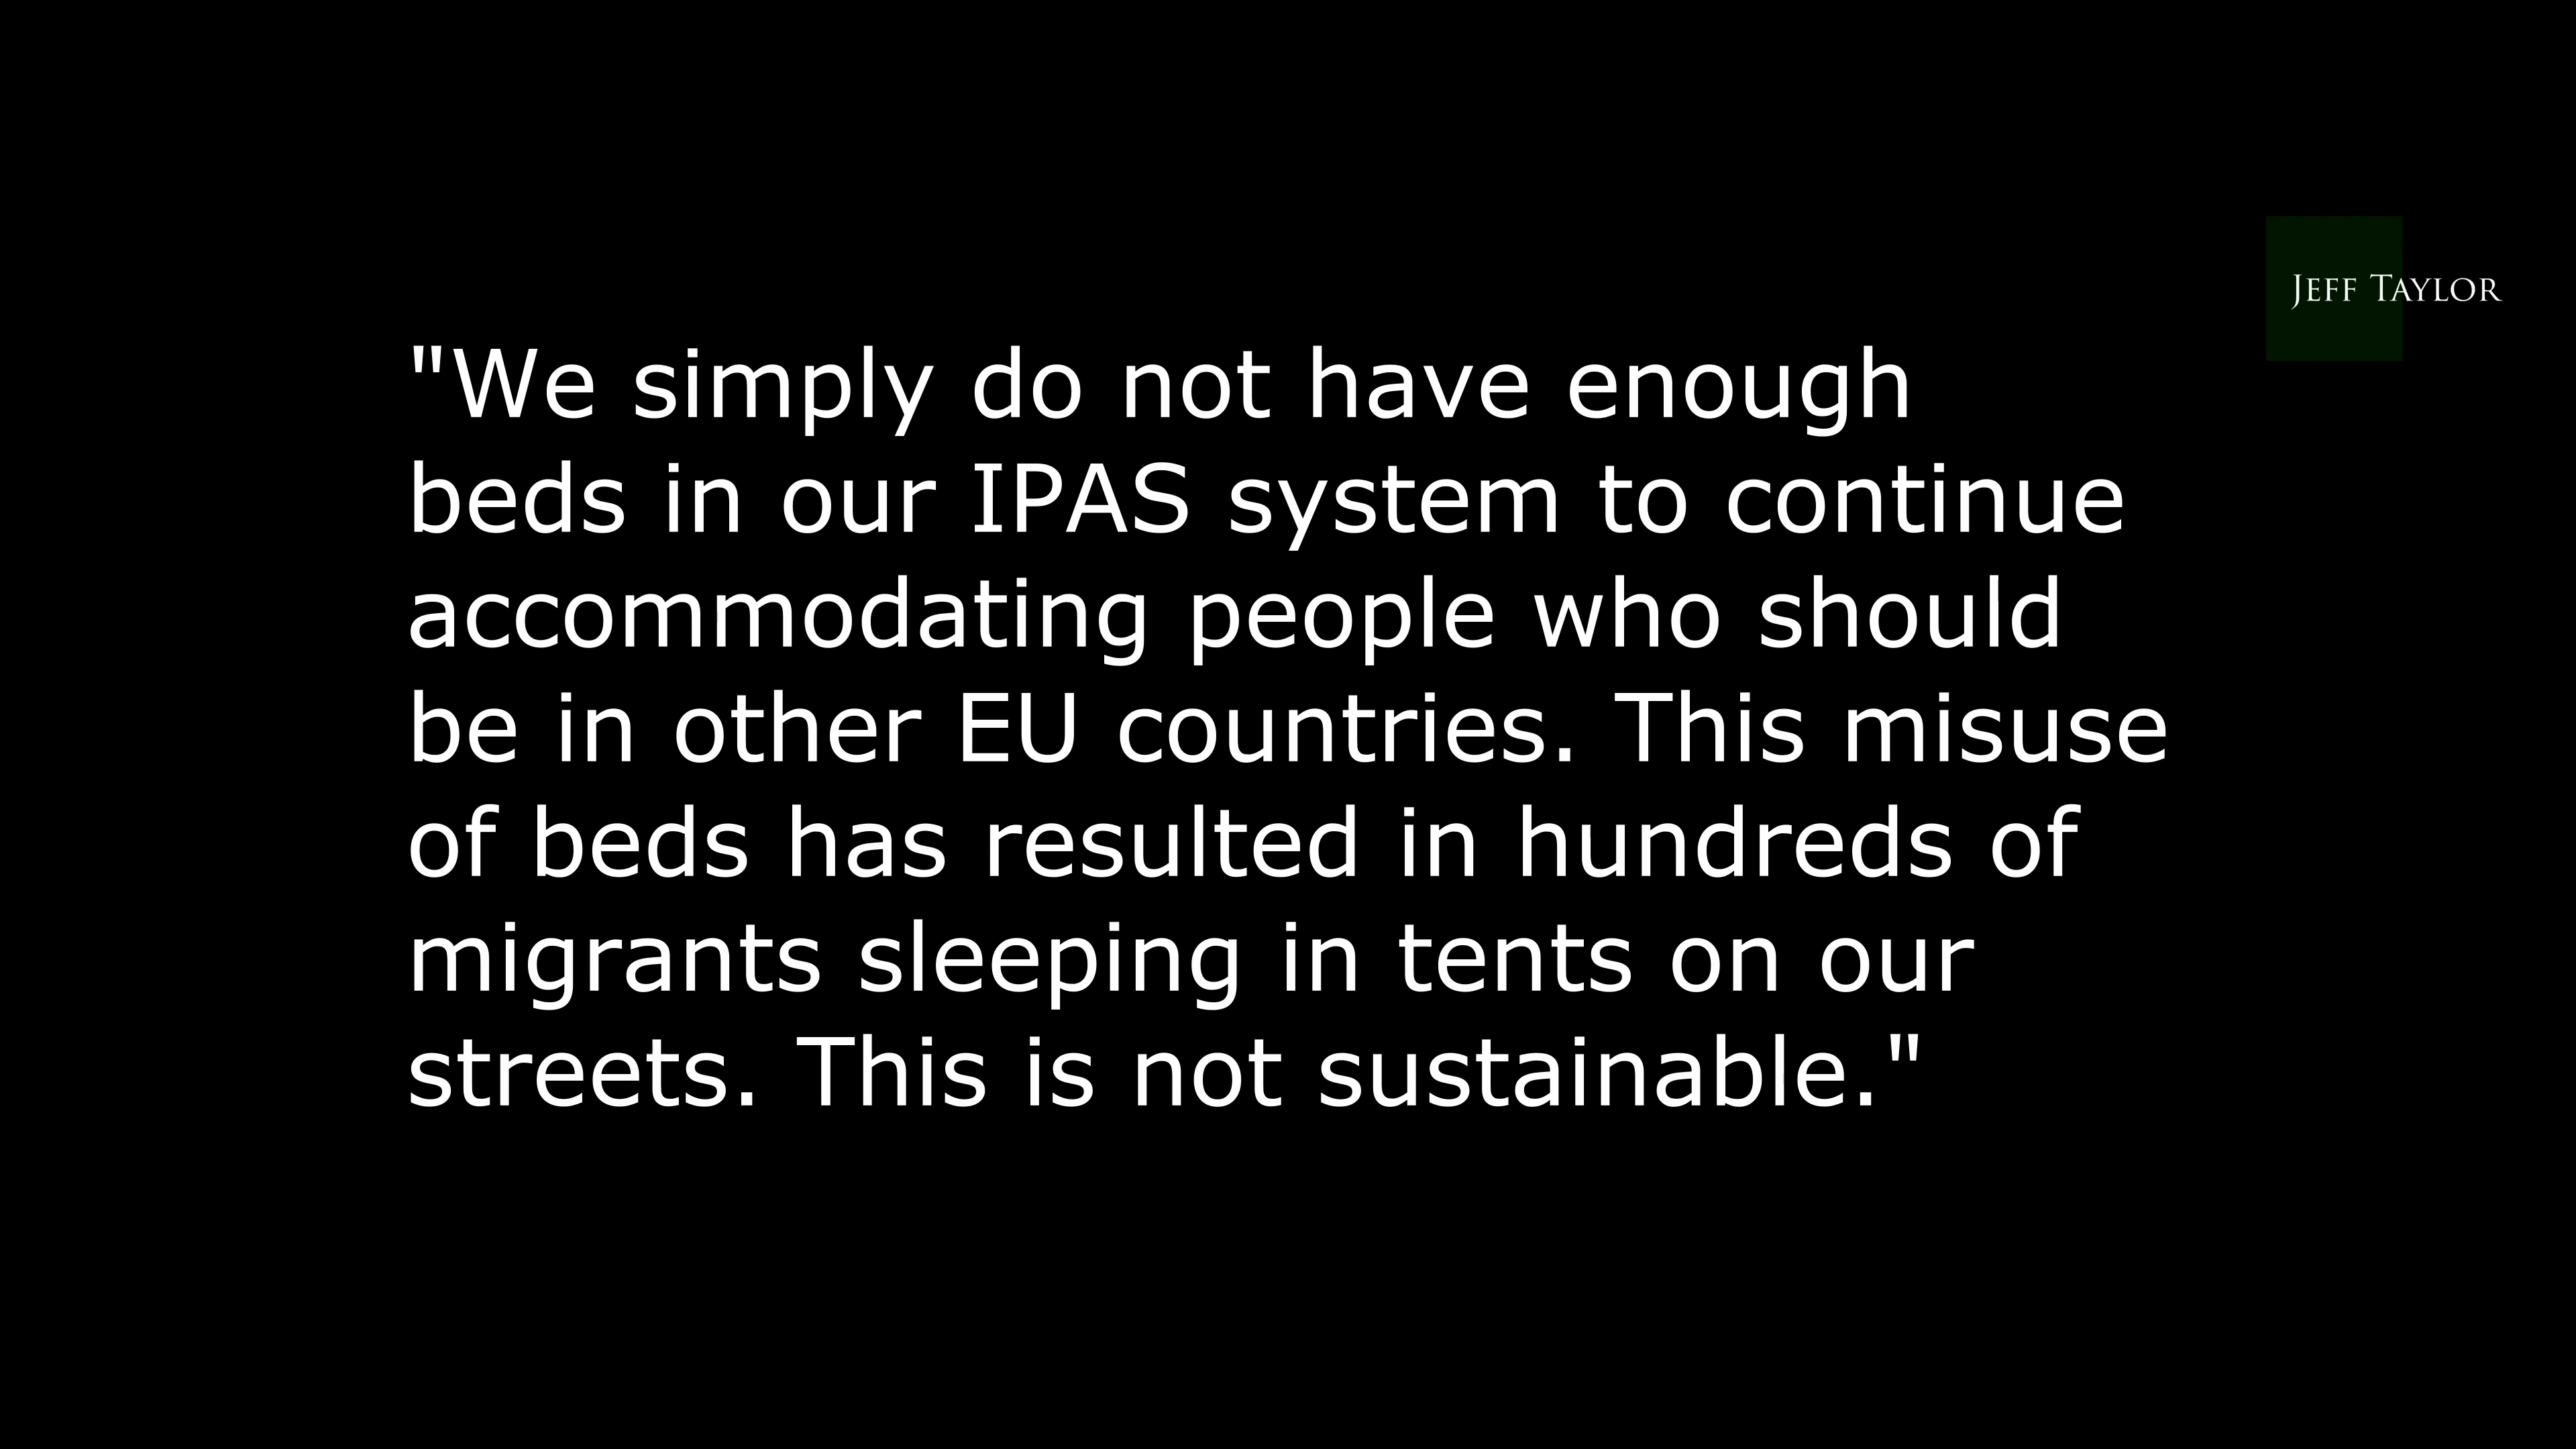 JEFF TAYLOR
"We simply do not have enough
beds in our IPAS system to continue
accommodating people who should
be in other EU countries. This misuse
of beds has resulted in hundreds of
migrants sleeping in tents on our
streets. This is not sustainable."